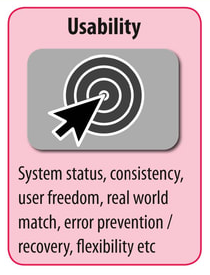 Usability
System status, consistency,
user freedom, real world
match, error prevention /
recovery, flexibility etc